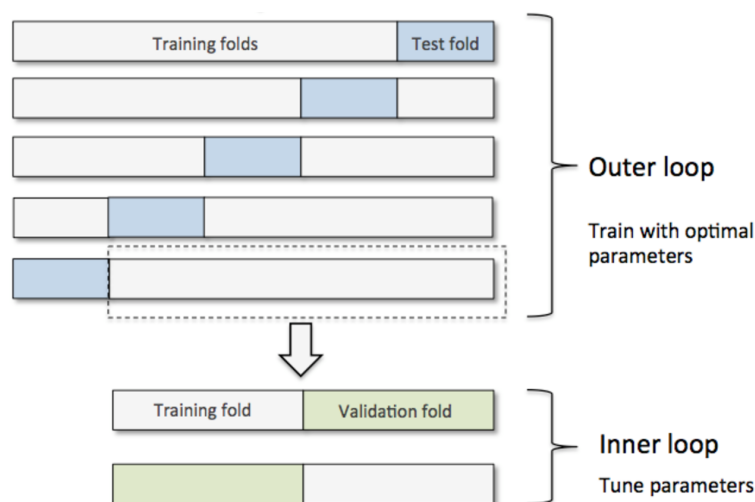 Training folds
Test fold
Outer loop
Train with optimal
parameters
Training fold
Validation fold
Inner loop
Tune parameters